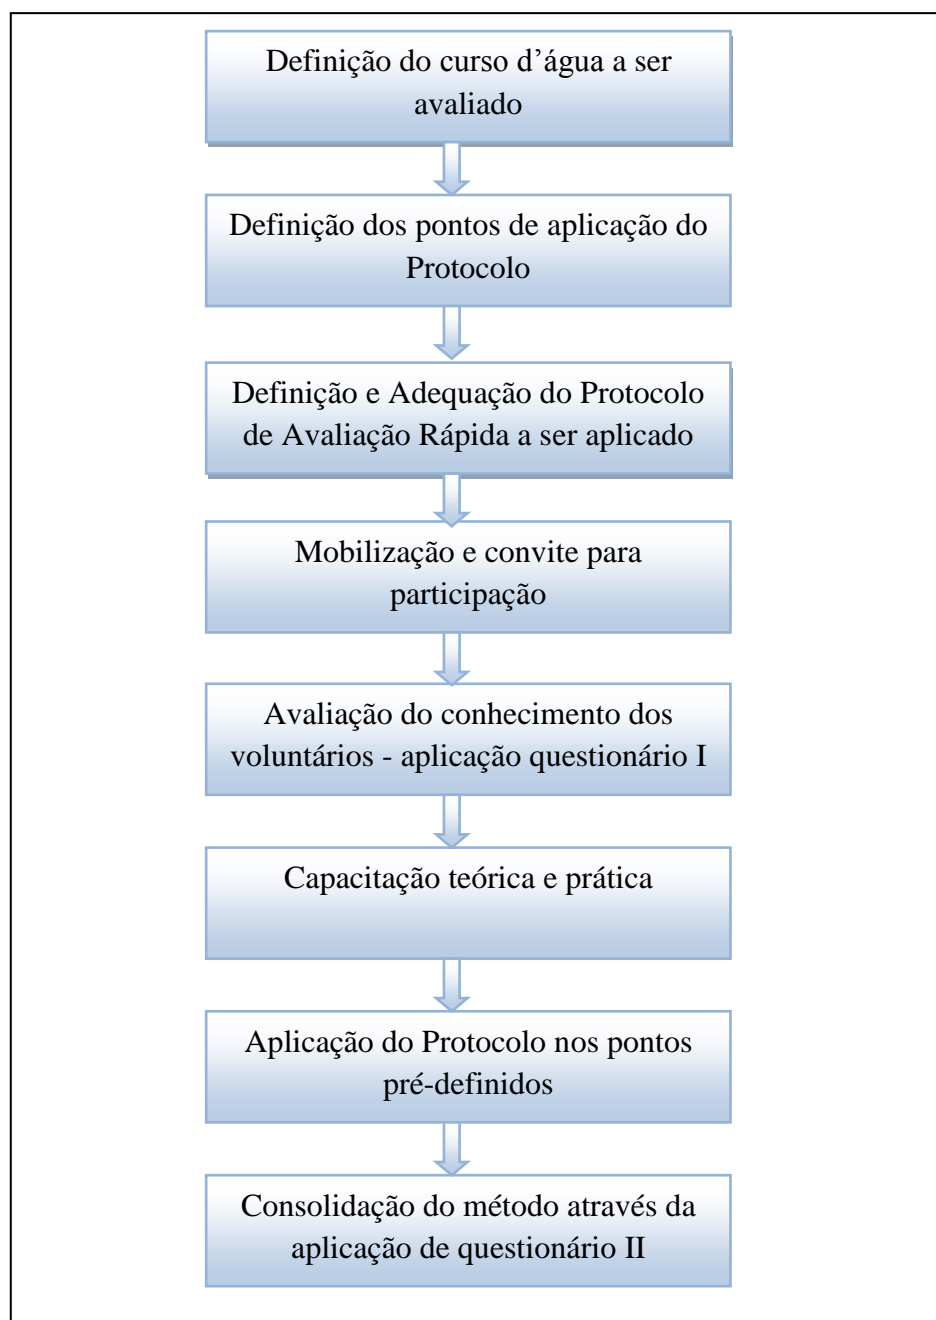 Definição do curso d’água a ser
avaliado
Definição dos pontos de aplicação do
Protocolo
Definição e Adequação do Protocolo
de Avaliação Rápida a ser aplicado
Mobilização e convite para
participação
Avaliação do conhecimento dos
voluntários - aplicação questionário I
Capacitação teórica e prática
Aplicação do Protocolo nos pontos
pré-definidos
Consolidação do método através da
aplicação de questionário II